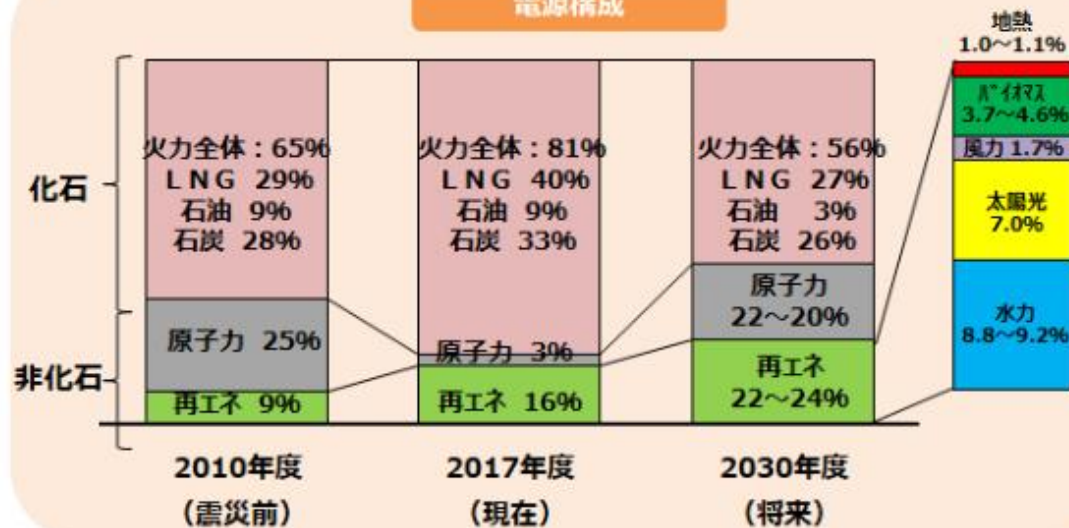 電源構成
地熱
1.0～1.1%
バイオマス
3.7～4.6%
風力 1.7%
太陽光
7.0%
水力
8.8～9.2%
化石
非化石
火力全体：65%
ＬＮＧ 29%
石油 9%
石炭 28%
原子力 25%
再エネ 9%
2010年度
（震災前）
火力全体：81%
ＬＮＧ 40%
石油 9%
石炭 33%
原子力 3%
再エネ 16%
2017年度
（現在）
火力全体：56%
ＬＮＧ 27%
石油 3%
石炭 26%
原子力
22～20%
再エネ
22～24%
2030年度
（将来）